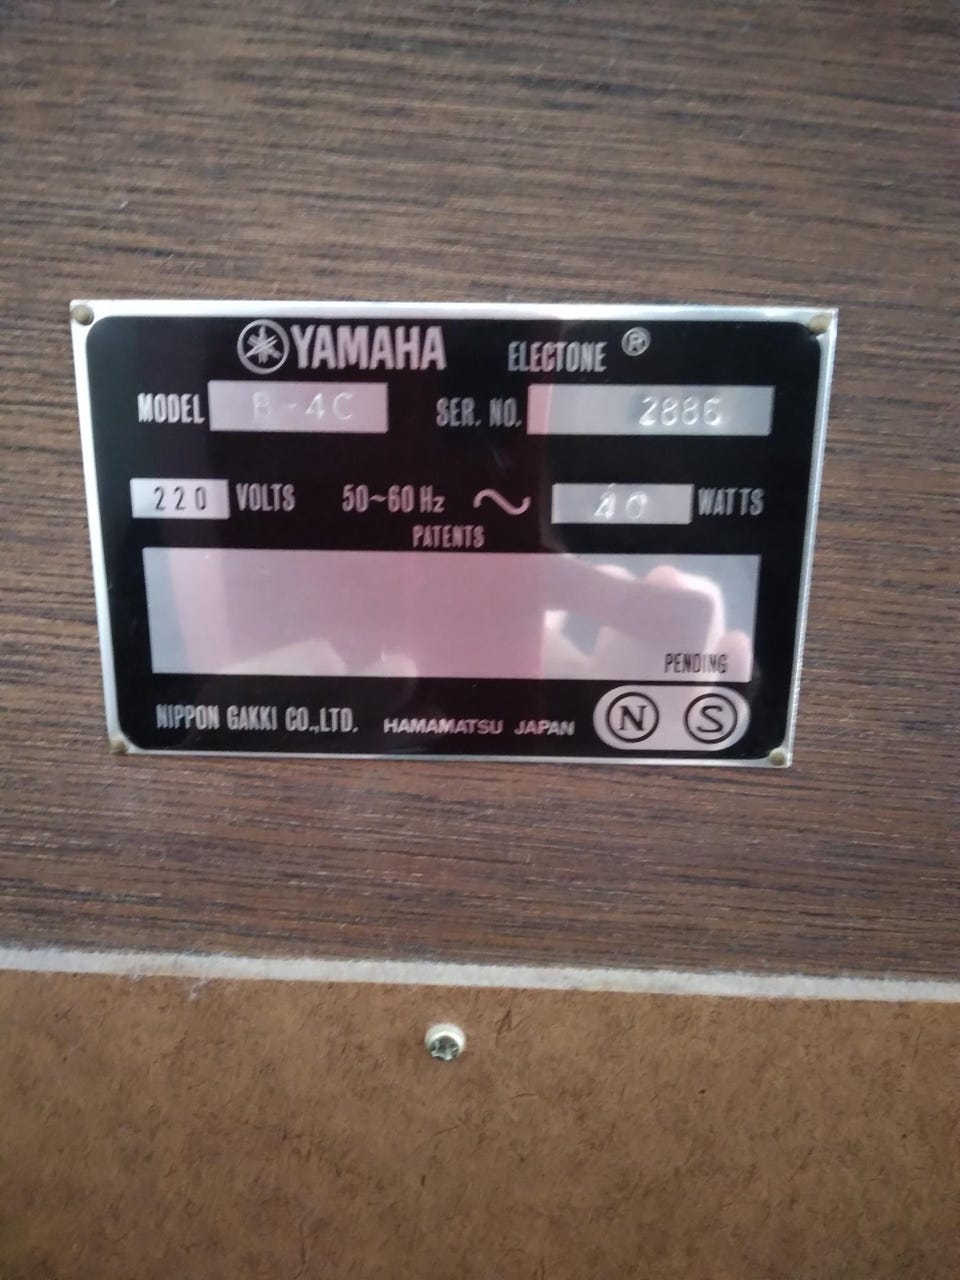 YAMAHA ELECTONE ®
MODEL B-4C SER. NO. 2886
220 VOLTS 50~60 Hz ~ 40 WATTS
PATENTS
PENDING
NIPPON GAKKI CO.,LTD. HAMAMATSU JAPAN N S